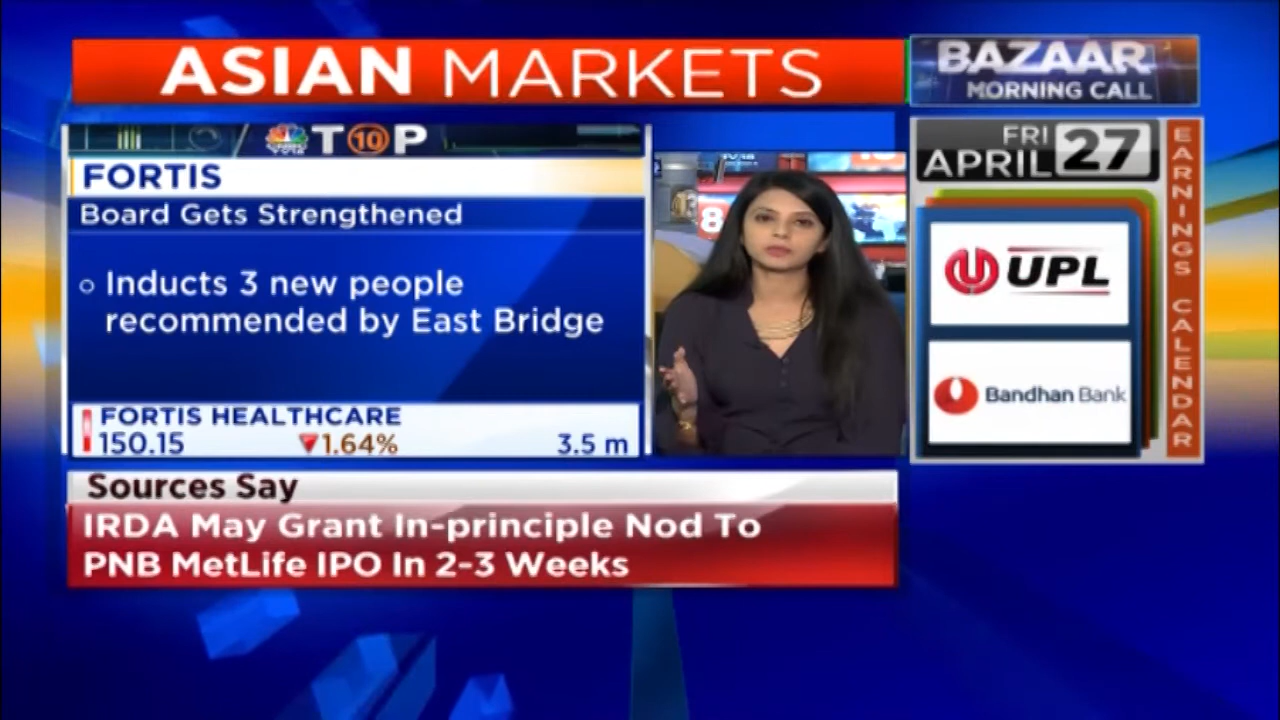 ASIAN MARKETS
BAZAAR
MORNING CALL
T10P
FORTIS
Board Gets Strengthened
Inducts 3 new people
recommended by East Bridge
FORTIS HEALTHCARE
150.15 1.64% 3.5 m
8
FRI
APRIL 27
UPL
Bandhan Bank
EARNINGS CALENDAR
Sources Say
IRDA May Grant In-principle Nod To
PNB MetLife IPO In 2-3 Weeks